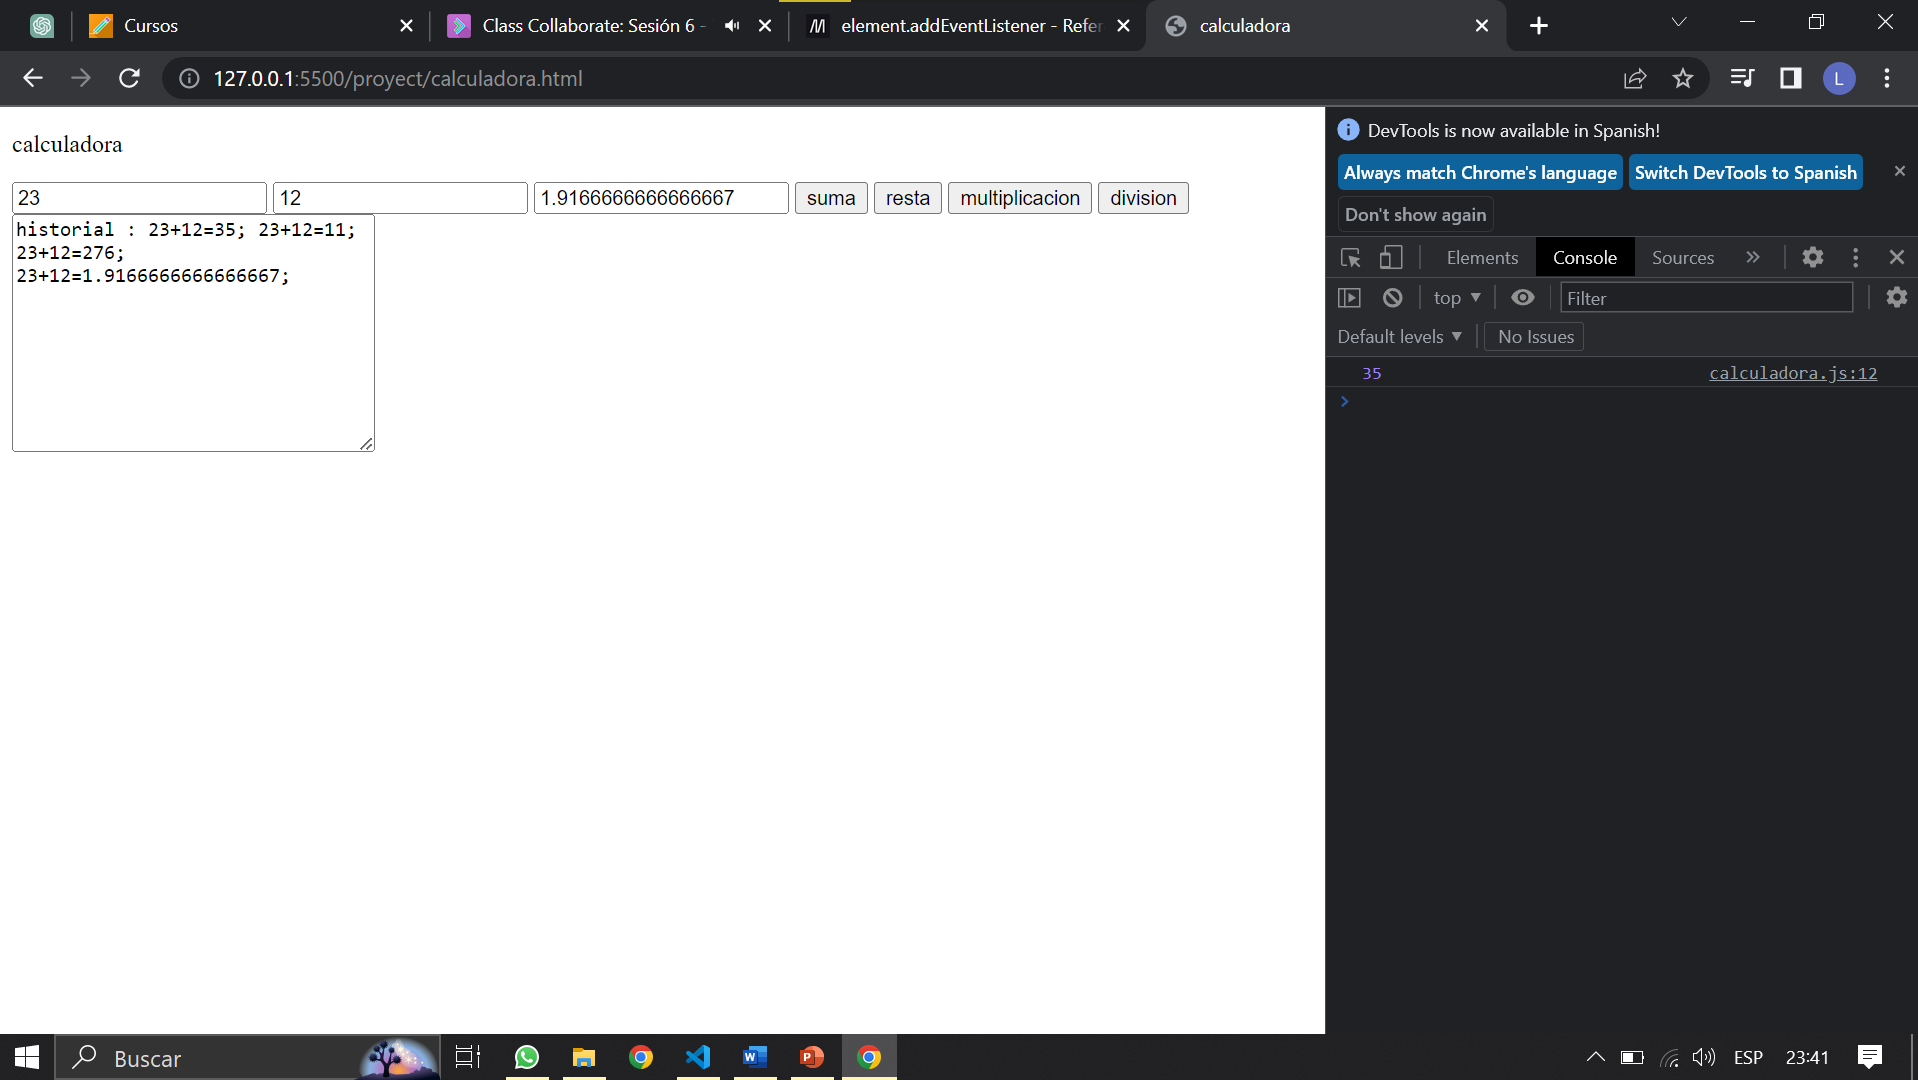 Cursos
Class Collaborate: Sesión 6 -
element.addEventListener - Refer
calculadora
127.0.0.1:5500/proyect/calculadora.html
L
calculadora
23
12
1.9166666666666667
suma
resta
multiplicacion
division
historial : 23+12=35; 23+12=11;
23+12=276;
23+12=1.9166666666666667;
DevTools is now available in Spanish!
Always match Chrome's language
Switch DevTools to Spanish
Don't show again
Elements
Console
Sources
top
Filter
Default levels
No Issues
35
calculadora.js:12
Buscar
ESP
23:41